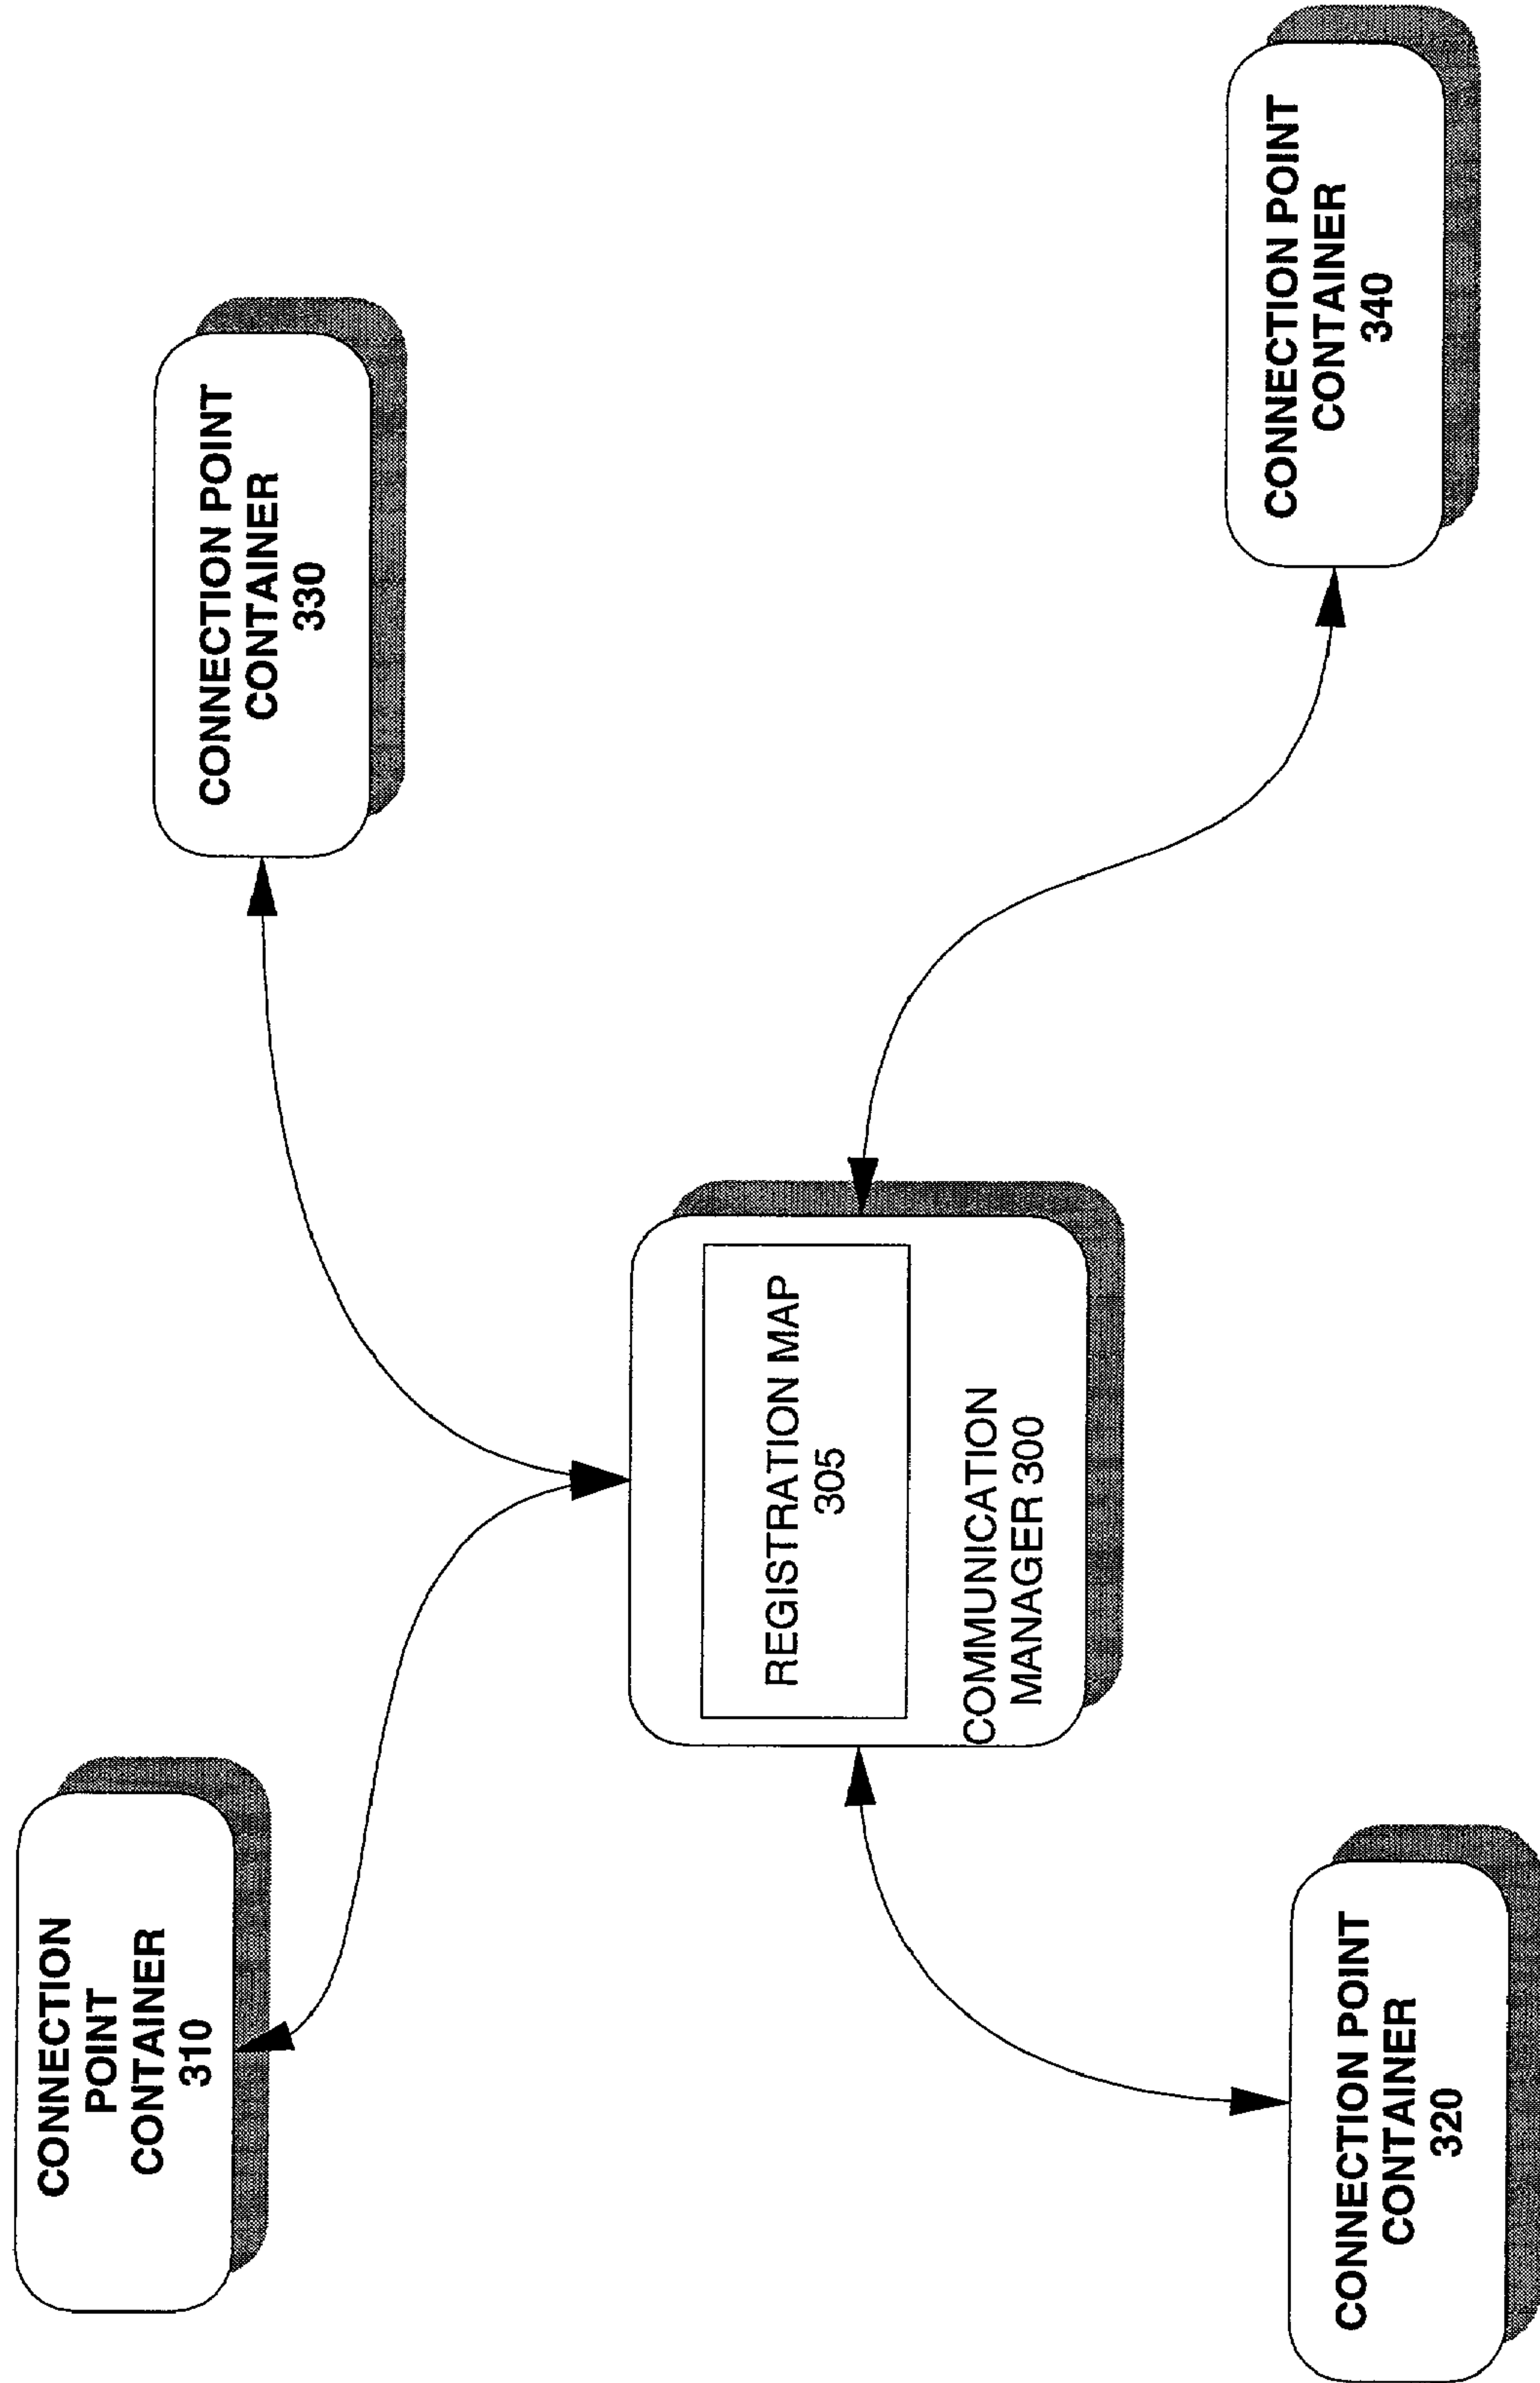 CONNECTION
POINT
CONTAINER
310
CONNECTION POINT
CONTAINER
330
REGISTRATION MAP
305
COMMUNICATION
MANAGER 300
CONNECTION POINT
CONTAINER
320
CONNECTION POINT
CONTAINER
340